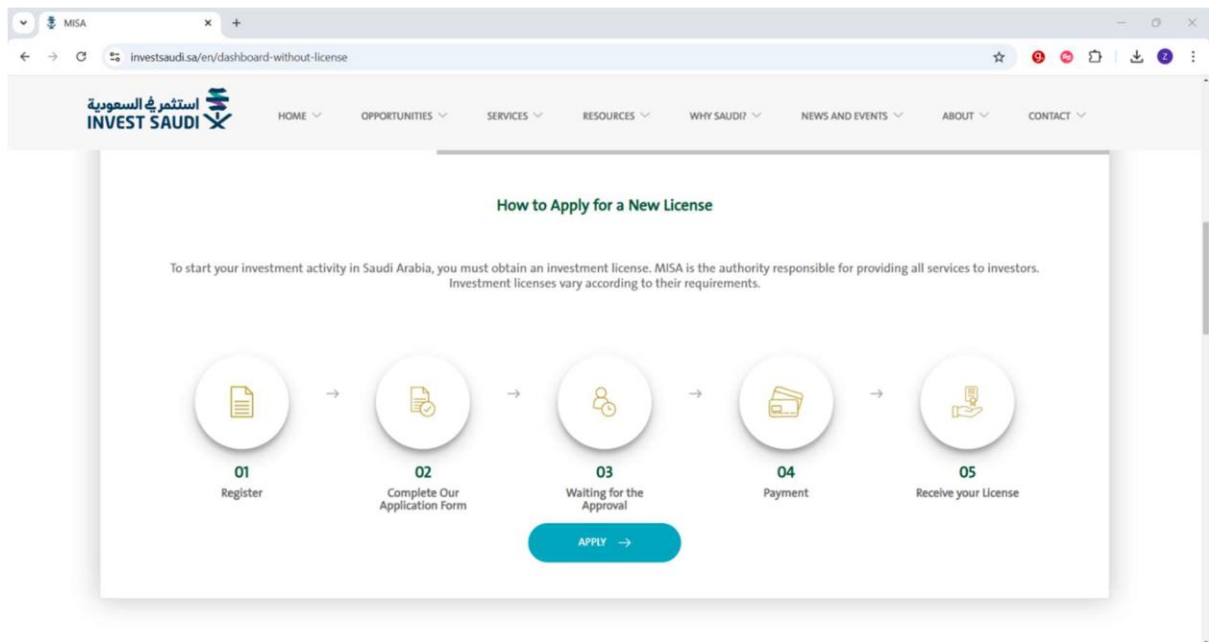 MISA
investsaudi.sa/en/dashboard-without-license
استثمر في السعودية
INVEST SAUDI
HOME
OPPORTUNITIES
SERVICES
RESOURCES
WHY SAUDI?
NEWS AND EVENTS
ABOUT
CONTACT
How to Apply for a New License
To start your investment activity in Saudi Arabia, you must obtain an investment license. MISA is the authority responsible for providing all services to investors.
Investment licenses vary according to their requirements.
01
Register
02
Complete Our
Application Form
03
Waiting for the
Approval
04
Payment
05
Receive your License
APPLY